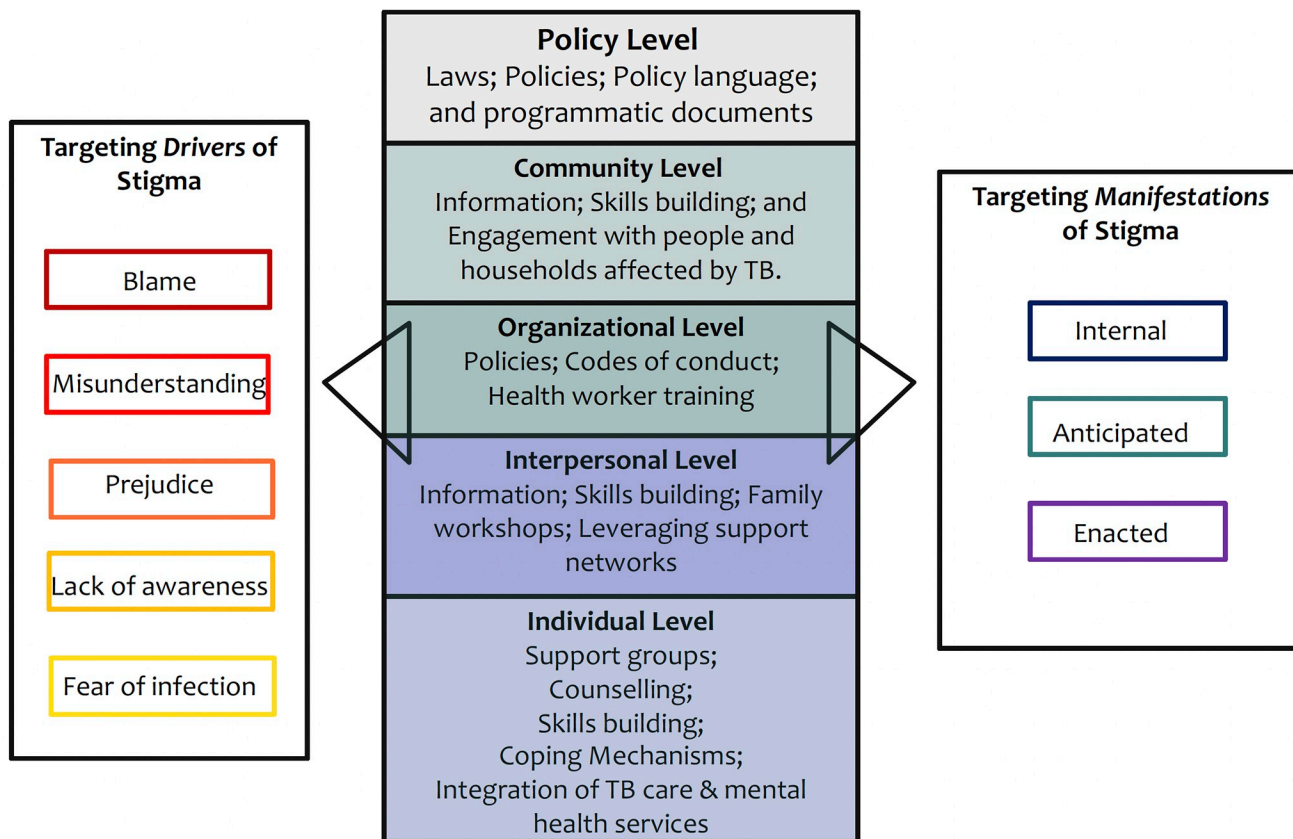 Targeting Drivers of
Stigma
Blame
Misunderstanding
Prejudice
Lack of awareness
Fear of infection
Policy Level
Laws; Policies; Policy language;
and programmatic documents
Community Level
Information; Skills building; and
Engagement with people and
households affected by TB.
Organizational Level
Policies; Codes of conduct;
Health worker training
Interpersonal Level
Information; Skills building; Family
workshops; Leveraging support
networks
Individual Level
Support groups;
Counselling;
Skills building;
Coping Mechanisms;
Integration of TB care & mental
health services
Targeting Manifestations
of Stigma
Internal
Anticipated
Enacted